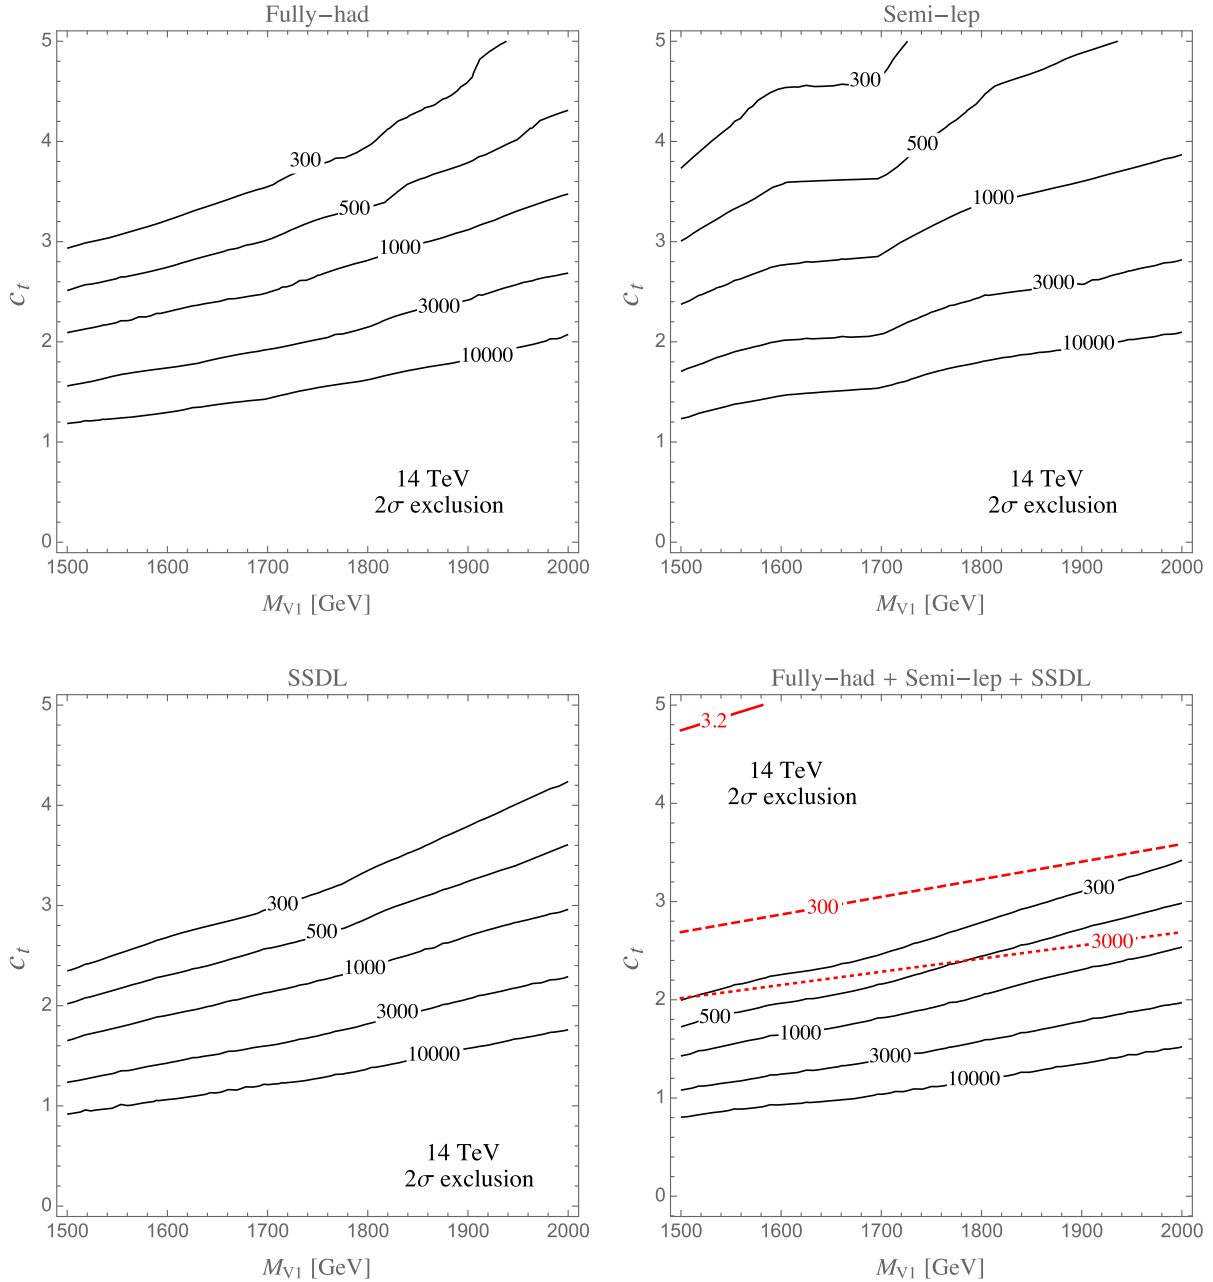 Fully−had
5
4
3
2
1
0
c_t
300
500
1000
3000
10000
14 TeV
2σ exclusion
1500 1600 1700 1800 1900 2000
M_V1 [GeV]
Semi−lep
5
4
3
2
1
0
c_t
300
500
1000
3000
10000
14 TeV
2σ exclusion
1500 1600 1700 1800 1900 2000
M_V1 [GeV]
SSDL
5
4
3
2
1
0
c_t
300
500
1000
3000
10000
14 TeV
2σ exclusion
1500 1600 1700 1800 1900 2000
M_V1 [GeV]
Fully−had + Semi−lep + SSDL
5
4
3
2
1
0
c_t
3.2
14 TeV
2σ exclusion
300
300
3000
500
1000
3000
10000
1500 1600 1700 1800 1900 2000
M_V1 [GeV]